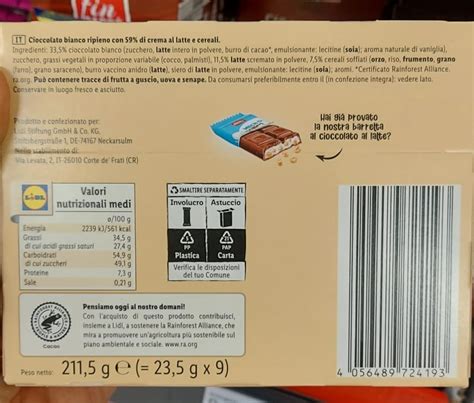 fin
IT Cioccolato bianco ripieno con 59% di crema al latte e cereali.
Ingredienti: 33,5% cioccolato bianco (zucchero, latte intero in polvere, burro di cacao*, emulsionante: lecitine (soia); aroma naturale di vaniglia),
zucchero, grassi vegetali in proporzione variabile (cocco, palmisti), 11,5% latte scremato in polvere, 7,5% cereali soffiati (orzo, riso, frumento, grano
(farro), grano saraceno), burro vaccino anidro (latte), siero di latte in polvere, emulsionante: lecitine (soia); aromi. *Certificato Rainforest Alliance.
ra.org. Può contenere tracce di frutta a guscio, uova e senape. Da consumarsi preferibilmente entro il (in confezione integra): vedere lato.
Conservare in luogo fresco e asciutto.
Prodotto e confezionato per:
Lidl Stiftung GmbH & Co. KG,
Stiftsbergstraße 1, DE-74167 Neckarsulm
Nello stabilimento di:
Via Levata, 2, IT-26010 Corte de' Frati (CR)
Hai già provato
la nostra barretta
al cioccolato al latte?
LIDL
Valori
nutrizionali medi
ø/100 g
Energia 2239 kJ/561 kcal
Grassi 34,5 g
di cui acidi grassi saturi 27,4 g
Carboidrati 54,9 g
di cui zuccheri 49,1 g
Proteine 7,3 g
Sale 0,21 g
SMALTIRE SEPARATAMENTE
Involucro Astuccio
5 21
PP PAP
Plastica Carta
Verifica le disposizioni
del tuo Comune
Cacao
Pensiamo oggi al nostro domani!
Con l'acquisto di questo prodotto contribuisci,
insieme a Lidl, a sostenere la Rainforest Alliance, che
mira a promuovere un'agricoltura più sostenibile sul
piano ambientale e sociale. www.ra.org
Peso netto: 211,5 g e (= 23,5 g x 9)
4 056489 724193